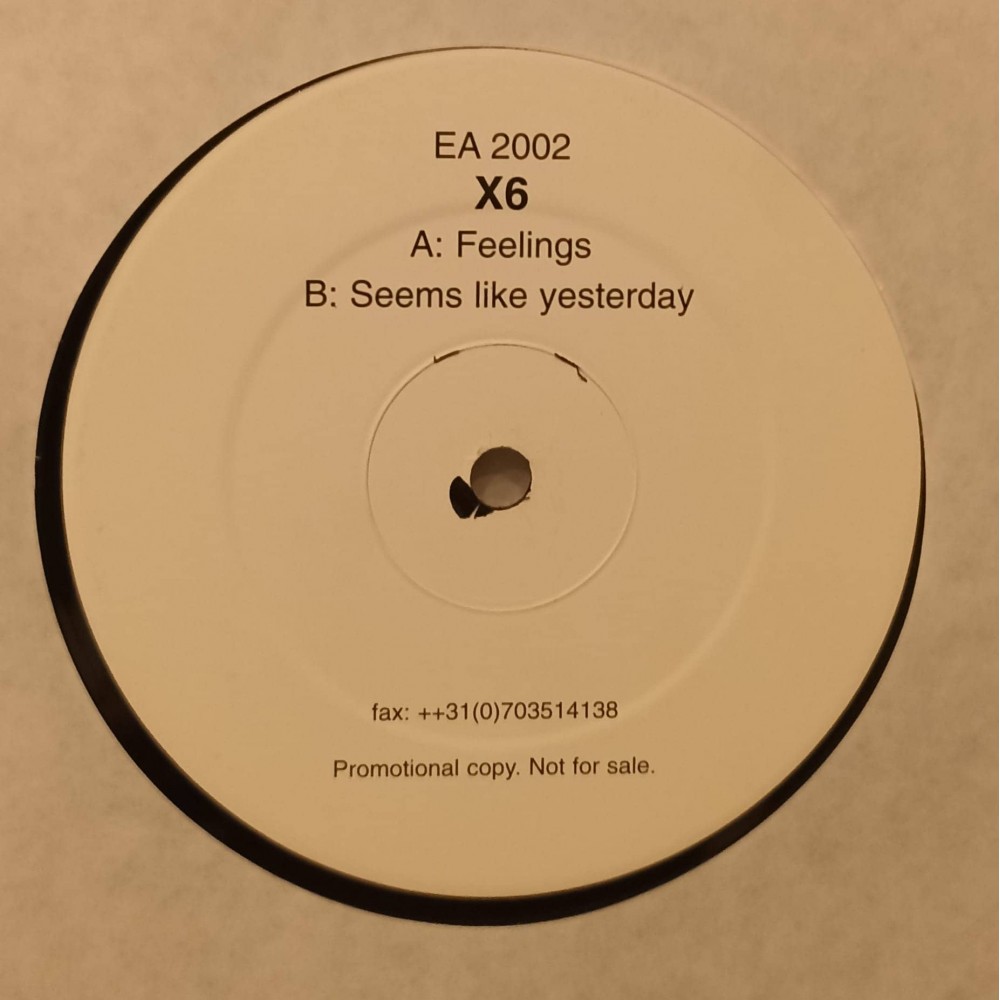 EA 2002
X6
A: Feelings
B: Seems like yesterday
fax: ++31(0)703514138
Promotional copy. Not for sale.